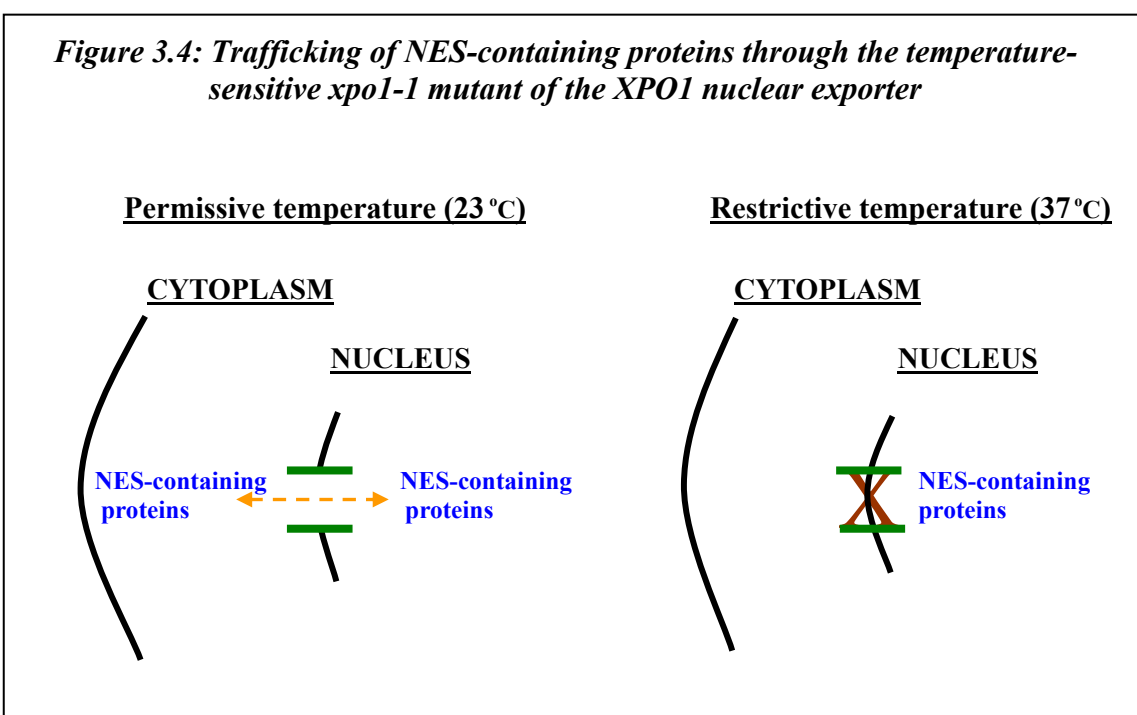 Figure 3.4: Trafficking of NES-containing proteins through the temperature-
sensitive xpo1-1 mutant of the XPO1 nuclear exporter
Permissive temperature (23 ºC)
Restrictive temperature (37 ºC)
CYTOPLASM
CYTOPLASM
NUCLEUS
NUCLEUS
NES-containing
proteins
NES-containing
proteins
NES-containing
proteins